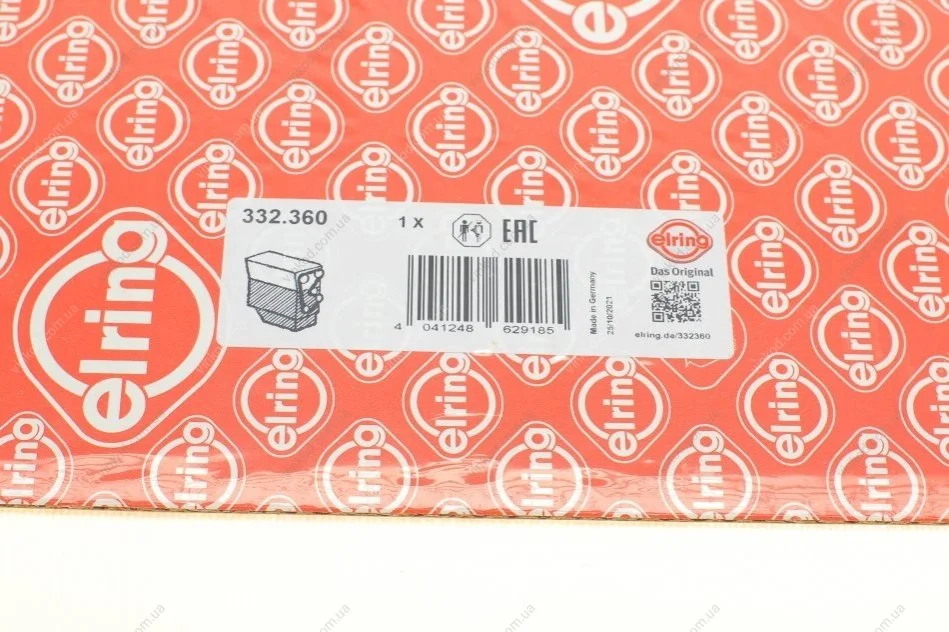 332.360
1 X
EAC
elring
Das Original
4 041248 629185
Made in Germany
25/10/2021
elring.de/332360
elring